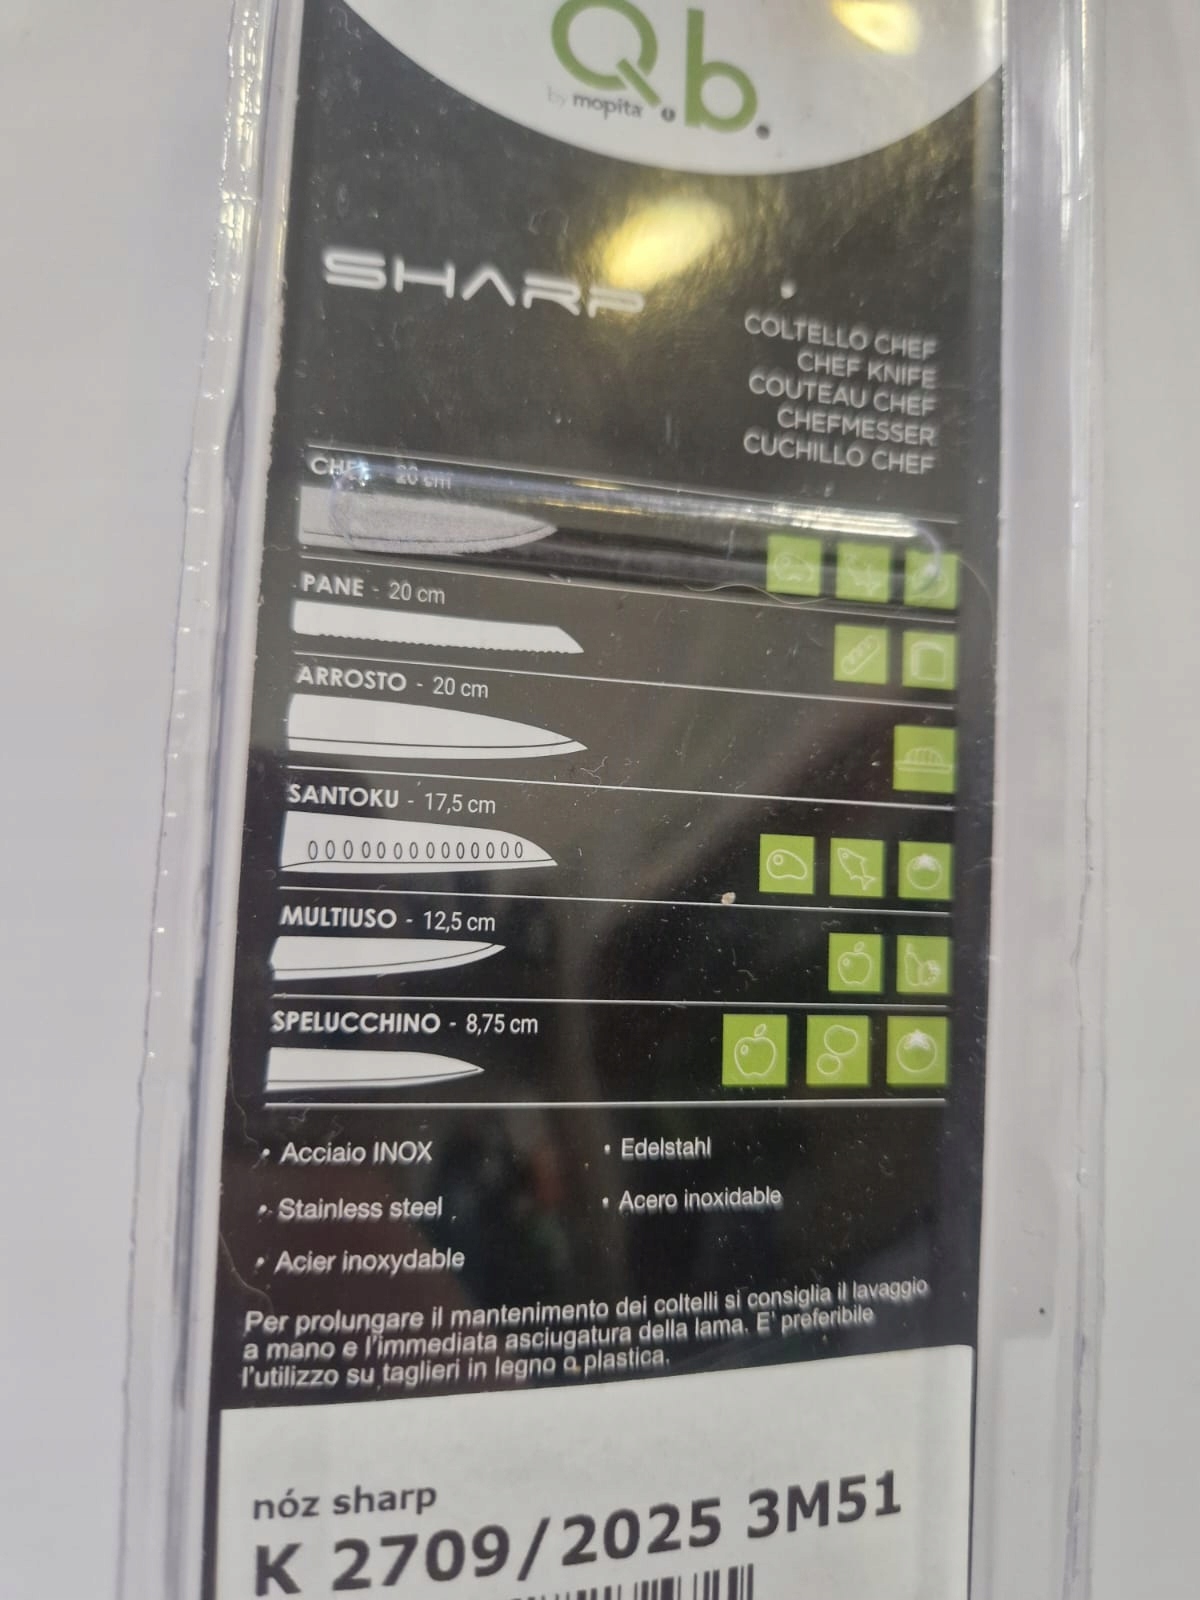 Q.b.
by mopita
SHARP
COLTELLO CHEF
CHEF KNIFE
COUTEAU CHEF
CHEFMESSER
CUCHILLO CHEF
CHEF - 20 cm
PANE - 20 cm
ARROSTO - 20 cm
SANTOKU - 17,5 cm
MULTIUSO - 12,5 cm
SPELUCCHINO - 8,75 cm
• Acciaio INOX
• Stainless steel
• Acier inoxydable
• Edelstahl
• Acero inoxidable
Per prolungare il mantenimento dei coltelli si consiglia il lavaggio
a mano e l'immediata asciugatura della lama. E' preferibile
l'utilizzo su taglieri in legno o plastica.
nóz sharp
K 2709/2025 3M51